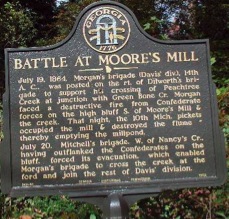 GEORGIA
1776
BATTLE AT MOORE'S MILL
July 19, 1864. Morgan's brigade (Davis' div.), 14th
A. C., was posted on the rt. of Dilworth's bri-
gade to support his crossing of Peachtree
Creek at junction with Green Bone Cr. Morgan
faced a destructive fire from Confederate
forces on the high bluff S. of Moore's Mill &
the creek. That night, the 10th Mich. pickets
occupied the mill & destroyed the flume
thereby emptying the millpond.
July 20. Mitchell's brigade, W. of Nancy's Cr.,
having outflanked the Confederates on the
bluff, forced its evacuation, which enabled
Morgan's brigade to cross the creek at the
ford and join the rest of Davis' division.